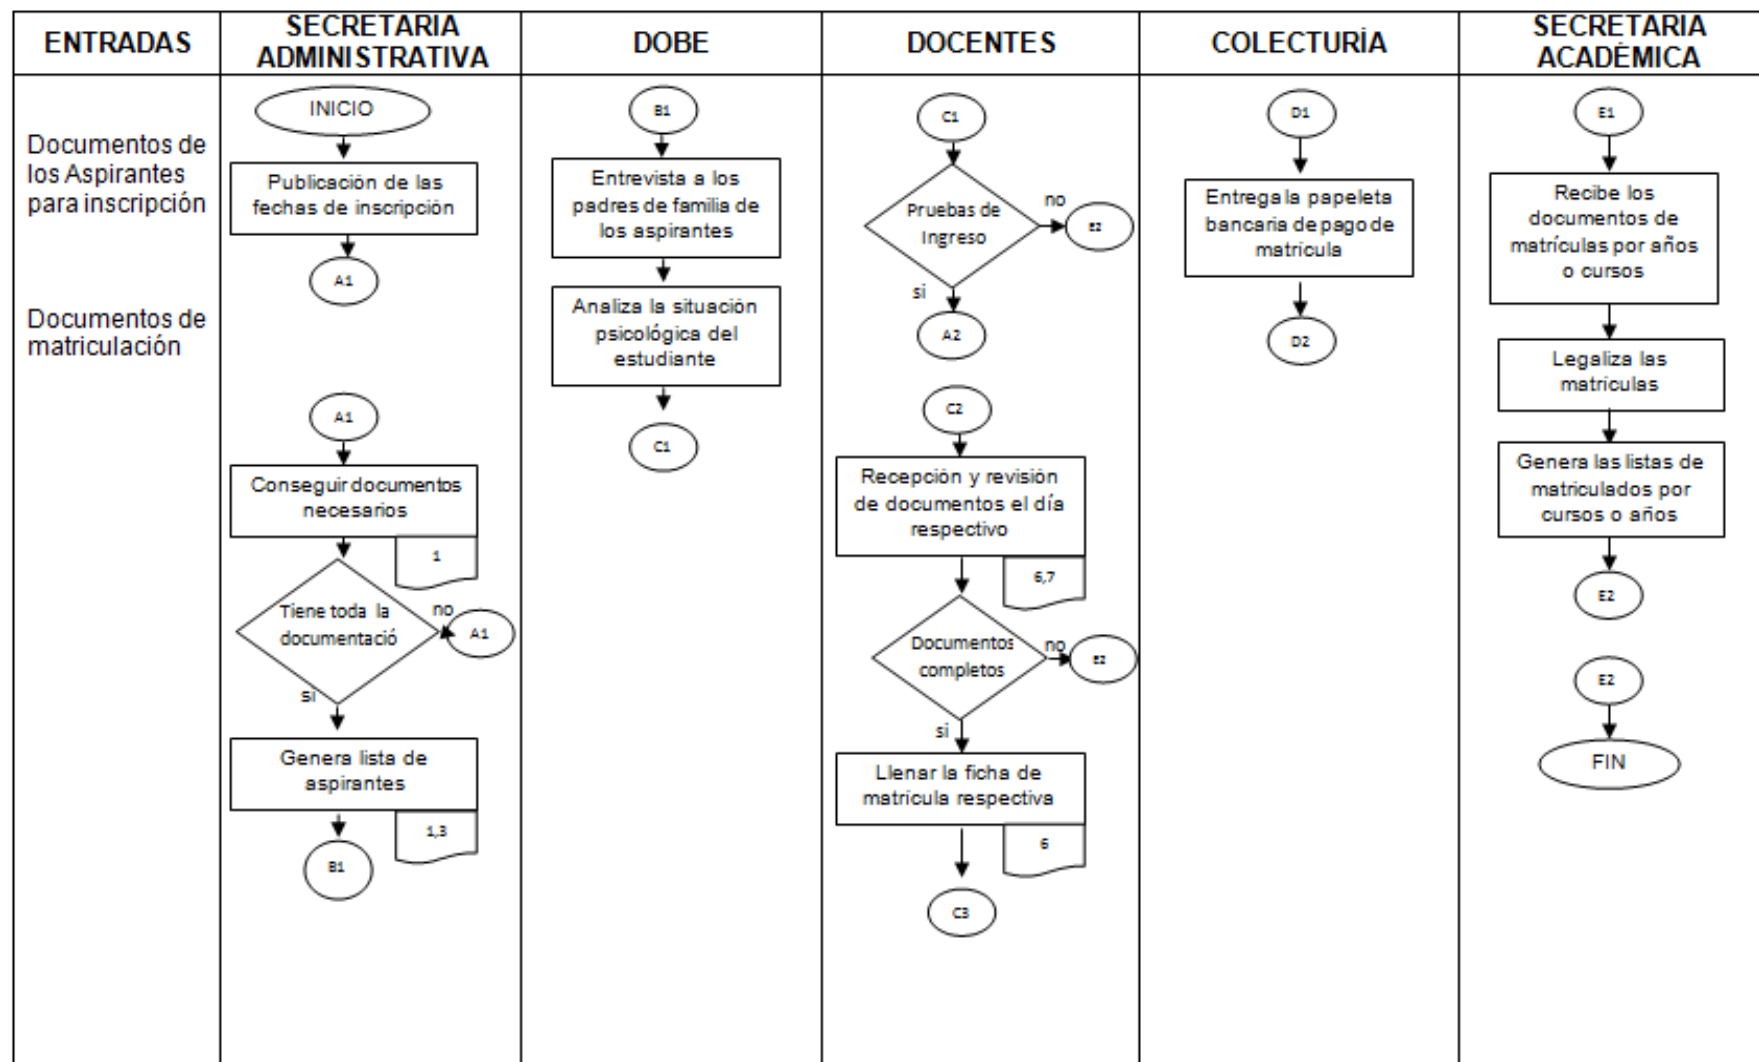 ENTRADAS
SECRETARIA
ADMINISTRATIVA
DOBE
DOCENTES
COLECTURÍA
SECRETARIA
ACADÉMICA
Documentos de
los Aspirantes
para inscripción
Documentos de
matriculación
INICIO
Publicación de las
fechas de inscripción
A1
A1
Conseguir documentos
necesarios
1
Tiene toda la
documentació
no
A1
si
Genera lista de
aspirantes
1,3
B1
B1
Entrevista a los
padres de familia de
los aspirantes
Analiza la situación
psicológica del
estudiante
C1
C1
Pruebas de
Ingreso
no
E2
si
A2
C2
Recepción y revisión
de documentos el día
respectivo
6,7
Documentos
completos
no
E2
si
Llenar la ficha de
matricula respectiva
6
C3
D1
Entrega la papeleta
bancaria de pago de
matricula
D2
E1
Recibe los
documentos de
matrículas por años
o cursos
Legaliza las
matriculas
Genera las listas de
matriculados por
cursos o años
E2
E2
FIN